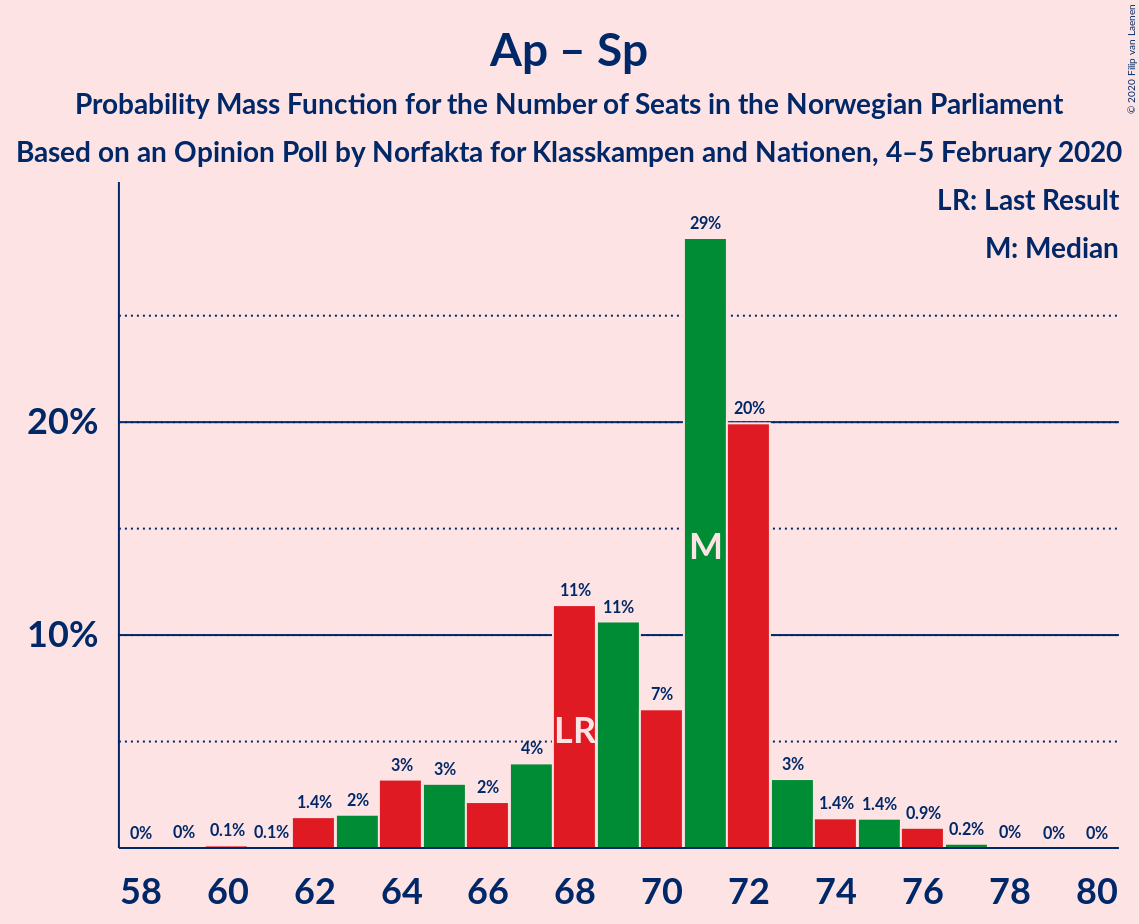 Ap – Sp
Probability Mass Function for the Number of Seats in the Norwegian Parliament
Based on an Opinion Poll by Norfakta for Klasskampen and Nationen, 4–5 February 2020
© 2020 Filip van Laenen
LR: Last Result
M: Median
20%
10%
0% 0% 0.1% 0.1% 1.4% 2% 3% 3% 2% 4% 11% 11% 7% 29% 20% 3% 1.4% 1.4% 0.9% 0.2% 0% 0% 0%
LR M
58 60 62 64 66 68 70 72 74 76 78 80